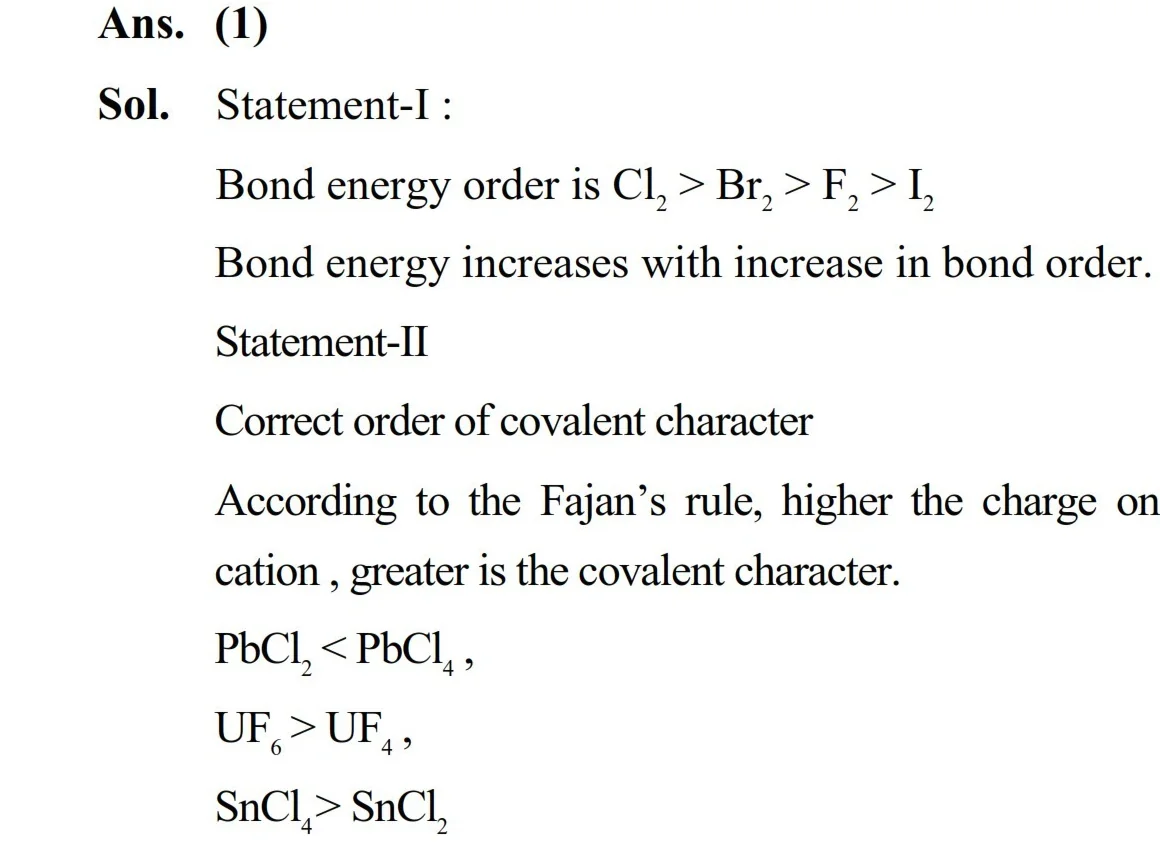 Ans. (1)
Sol. Statement-I :
Bond energy order is Cl₂ > Br₂ > F₂ > I₂
Bond energy increases with increase in bond order.
Statement-II
Correct order of covalent character
According to the Fajan’s rule, higher the charge on
cation , greater is the covalent character.
PbCl₂ < PbCl₄ ,
UF₆ > UF₄ ,
SnCl₄> SnCl₂